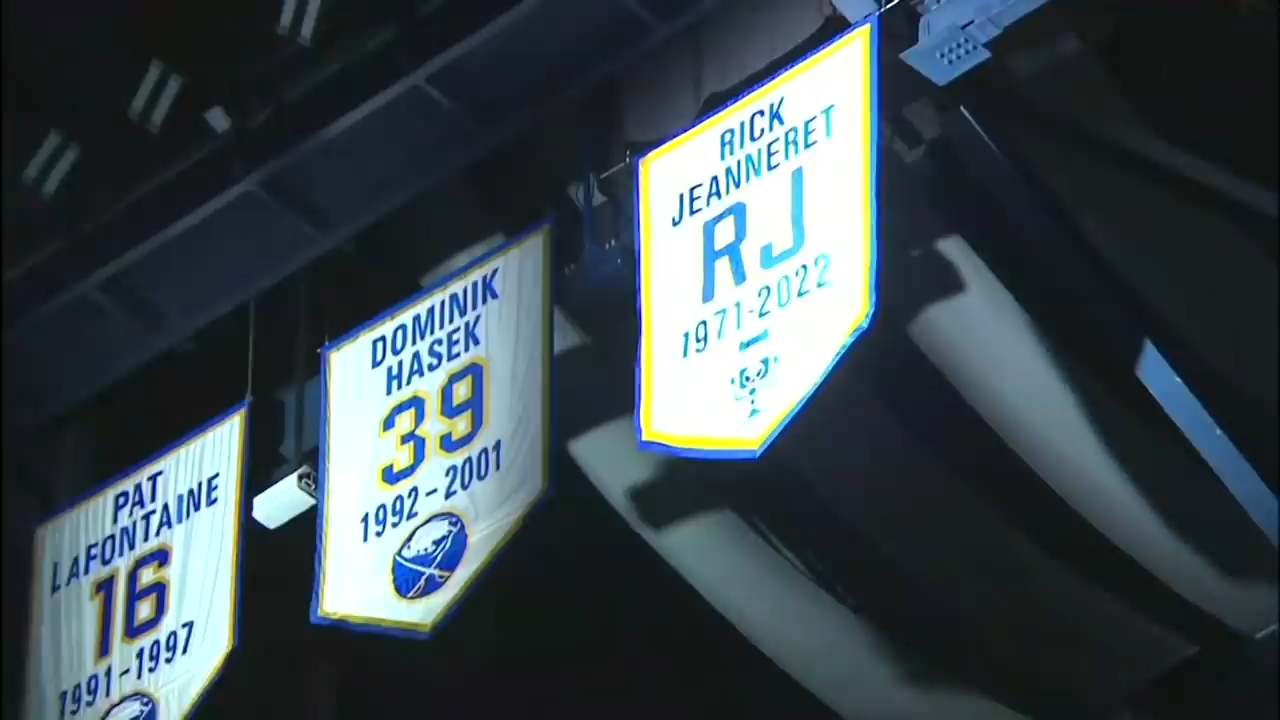 RICK
JEANNERET
RJ
1971-2022
DOMINIK
HASEK
39
1992-2001
PAT
LAFONTAINE
16
1991-1997